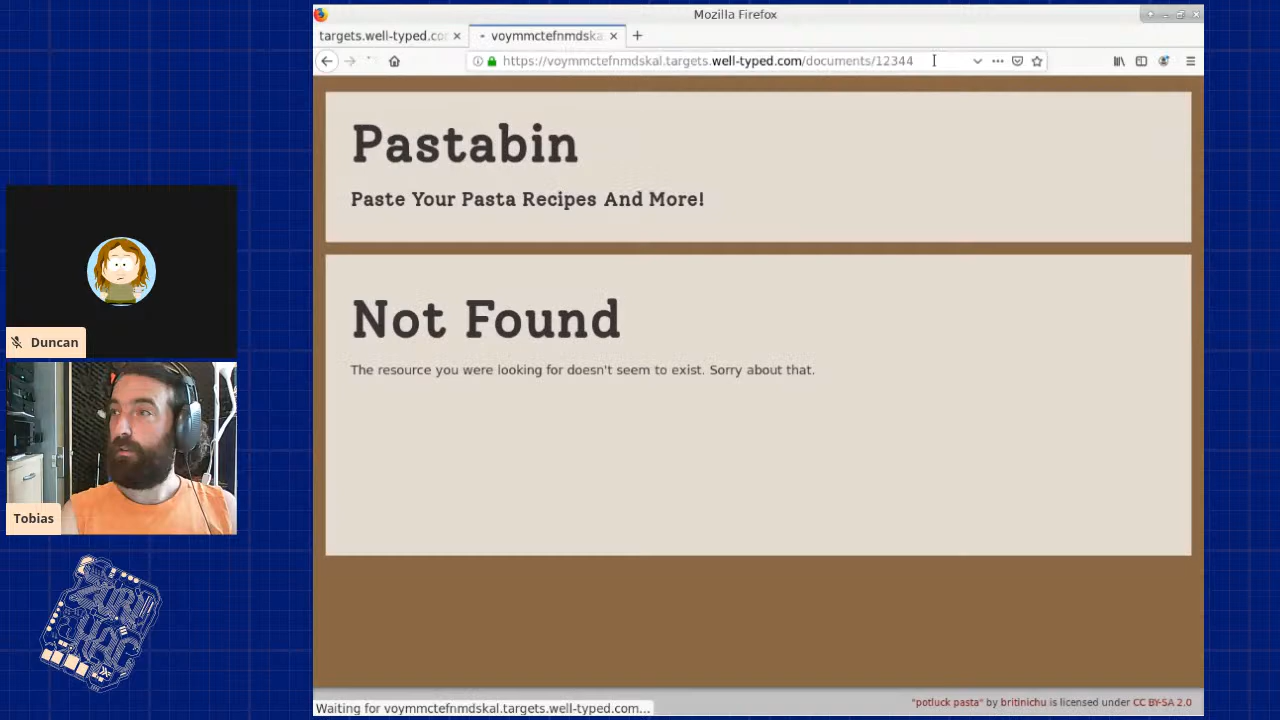 Mozilla Firefox
targets.well-typed.co
voymmctefnmdska
https://voymmctefnmdskal.targets.well-typed.com/documents/12344
Pastabin
Paste Your Pasta Recipes And More!
Not Found
The resource you were looking for doesn't seem to exist. Sorry about that.
"potluck pasta" by britinichu is licensed under CC BY-SA 2.0
Waiting for voymmctefnmdskal.targets.well-typed.com...
Duncan
Tobias
ZURI
HAC